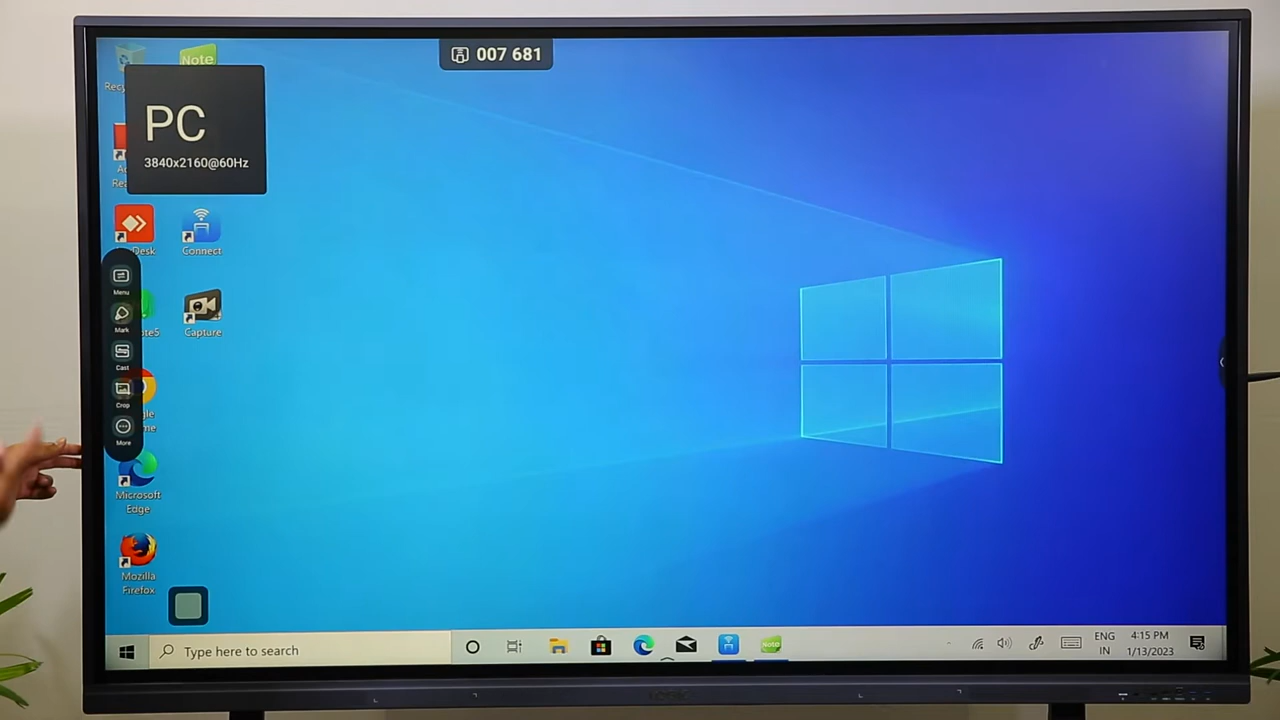 Note
007 681
PC
3840x2160@60Hz
Connect
Menu
Mark
Capture
Cast
Crop
More
Microsoft
Edge
Mozilla
Firefox
Type here to search
Note
ENG
IN
4:15 PM
1/13/2023